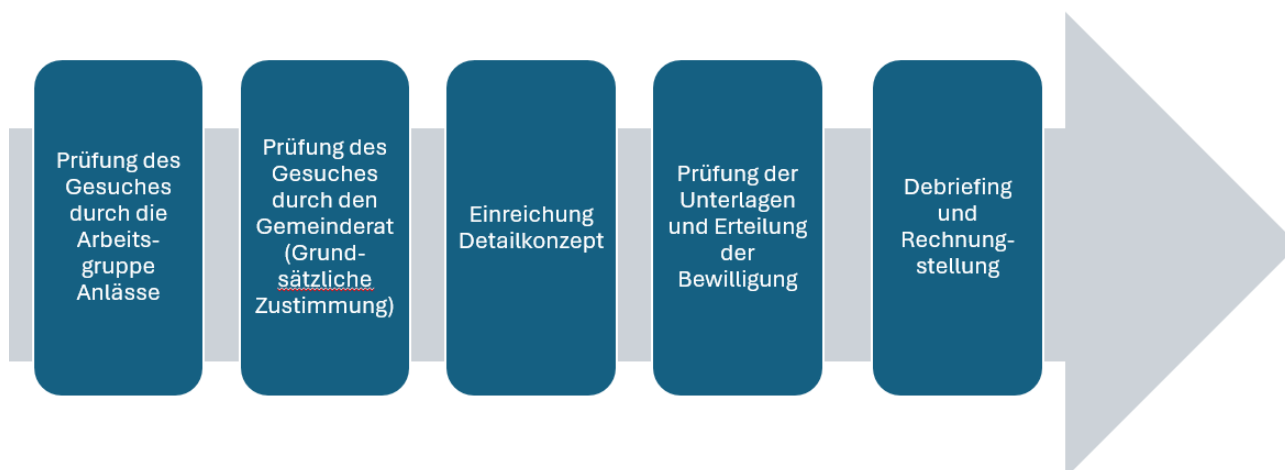 Prüfung des
Gesuches
durch die
Arbeits-
gruppe
Anlässe
Prüfung des
Gesuches
durch den
Gemeinderat
(Grund-
sätzliche
Zustimmung)
Einreichung
Detailkonzept
Prüfung der
Unterlagen
und Erteilung
der
Bewilligung
Debriefing
und
Rechnung-
stellung